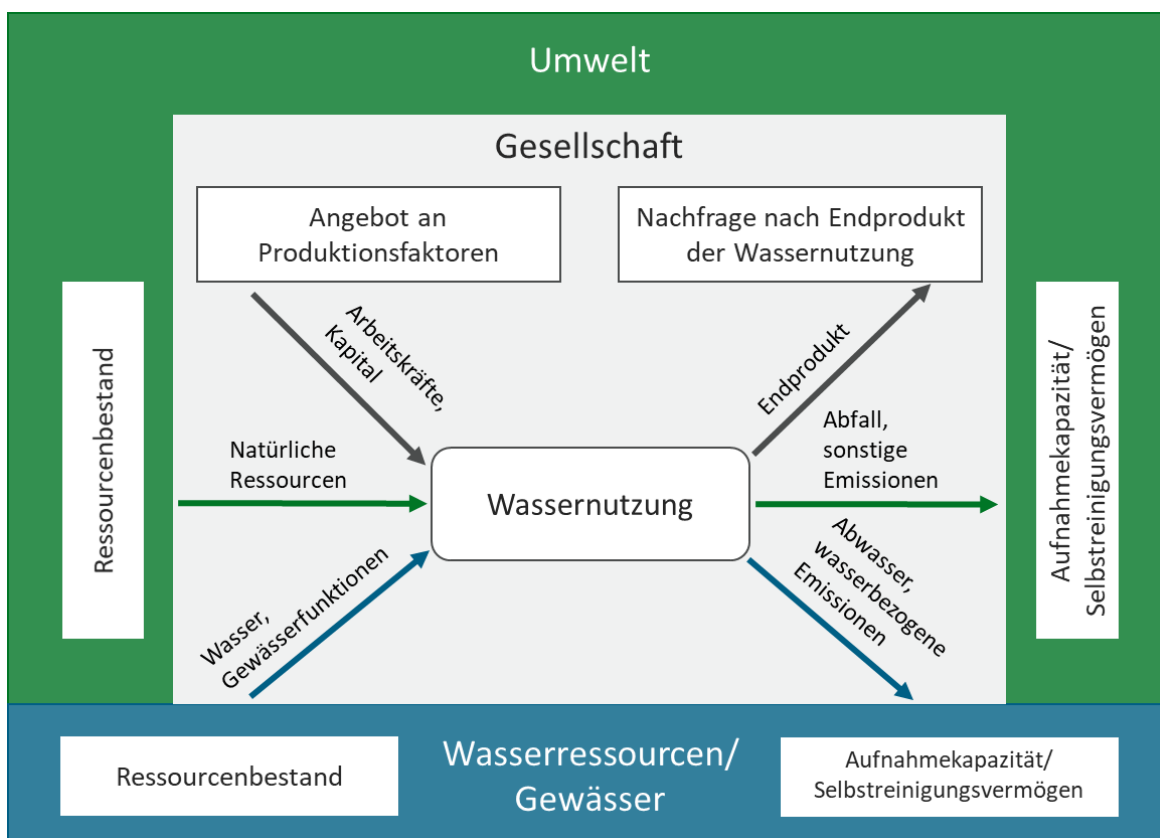 Umwelt
Gesellschaft
Angebot an
Produktionsfaktoren
Nachfrage nach Endprodukt
der Wassernutzung
Ressourcenbestand
Arbeitskräfte,
Kapital
Endprodukt
Natürliche
Ressourcen
Wassernutzung
Abfall,
sonstige
Emissionen
Aufnahmekapazität/
Selbstreinigungsvermögen
Wasser,
Gewässerfunktionen
Abwasser,
wasserbezogene
Emissionen
Ressourcenbestand
Wasserressourcen/
Gewässer
Aufnahmekapazität/
Selbstreinigungsvermögen